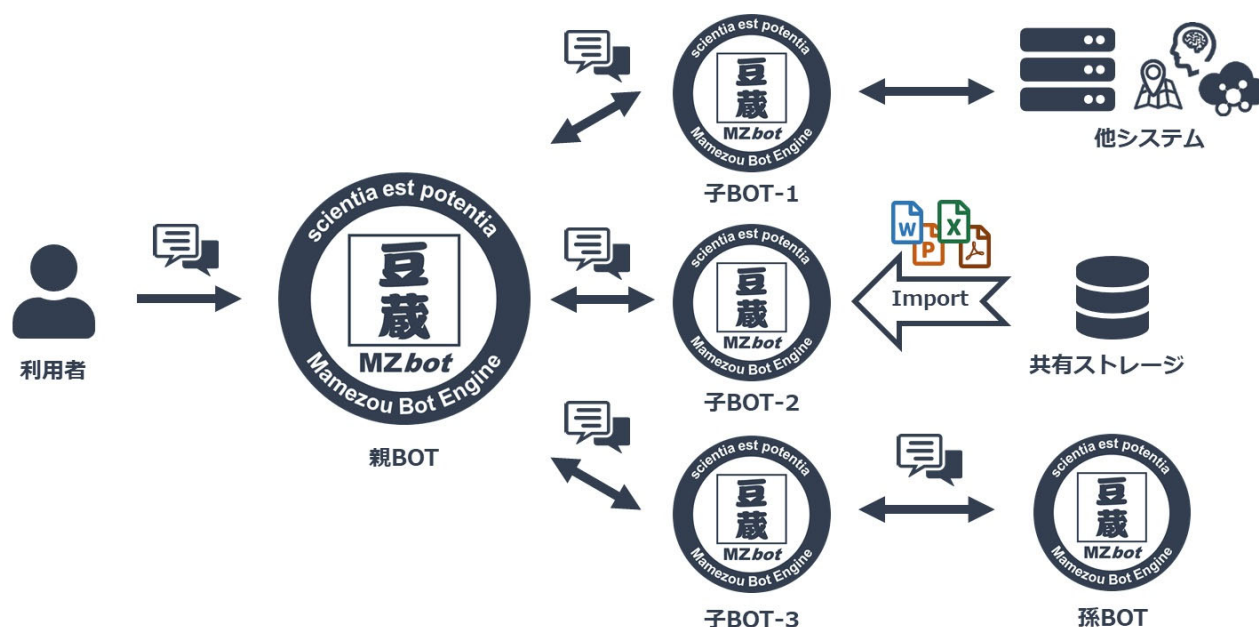 利用者
scientia est potentia
豆
蔵
MZbot
Mamezou Bot Engine
親BOT
scientia est potentia
豆
蔵
MZbot
Mamezou Bot Engine
子BOT-1
他システム
scientia est potentia
豆
蔵
MZbot
Mamezou Bot Engine
子BOT-2
W
P
X
Import
共有ストレージ
scientia est potentia
豆
蔵
MZbot
Mamezou Bot Engine
子BOT-3
scientia est potentia
豆
蔵
MZbot
Mamezou Bot Engine
孫BOT